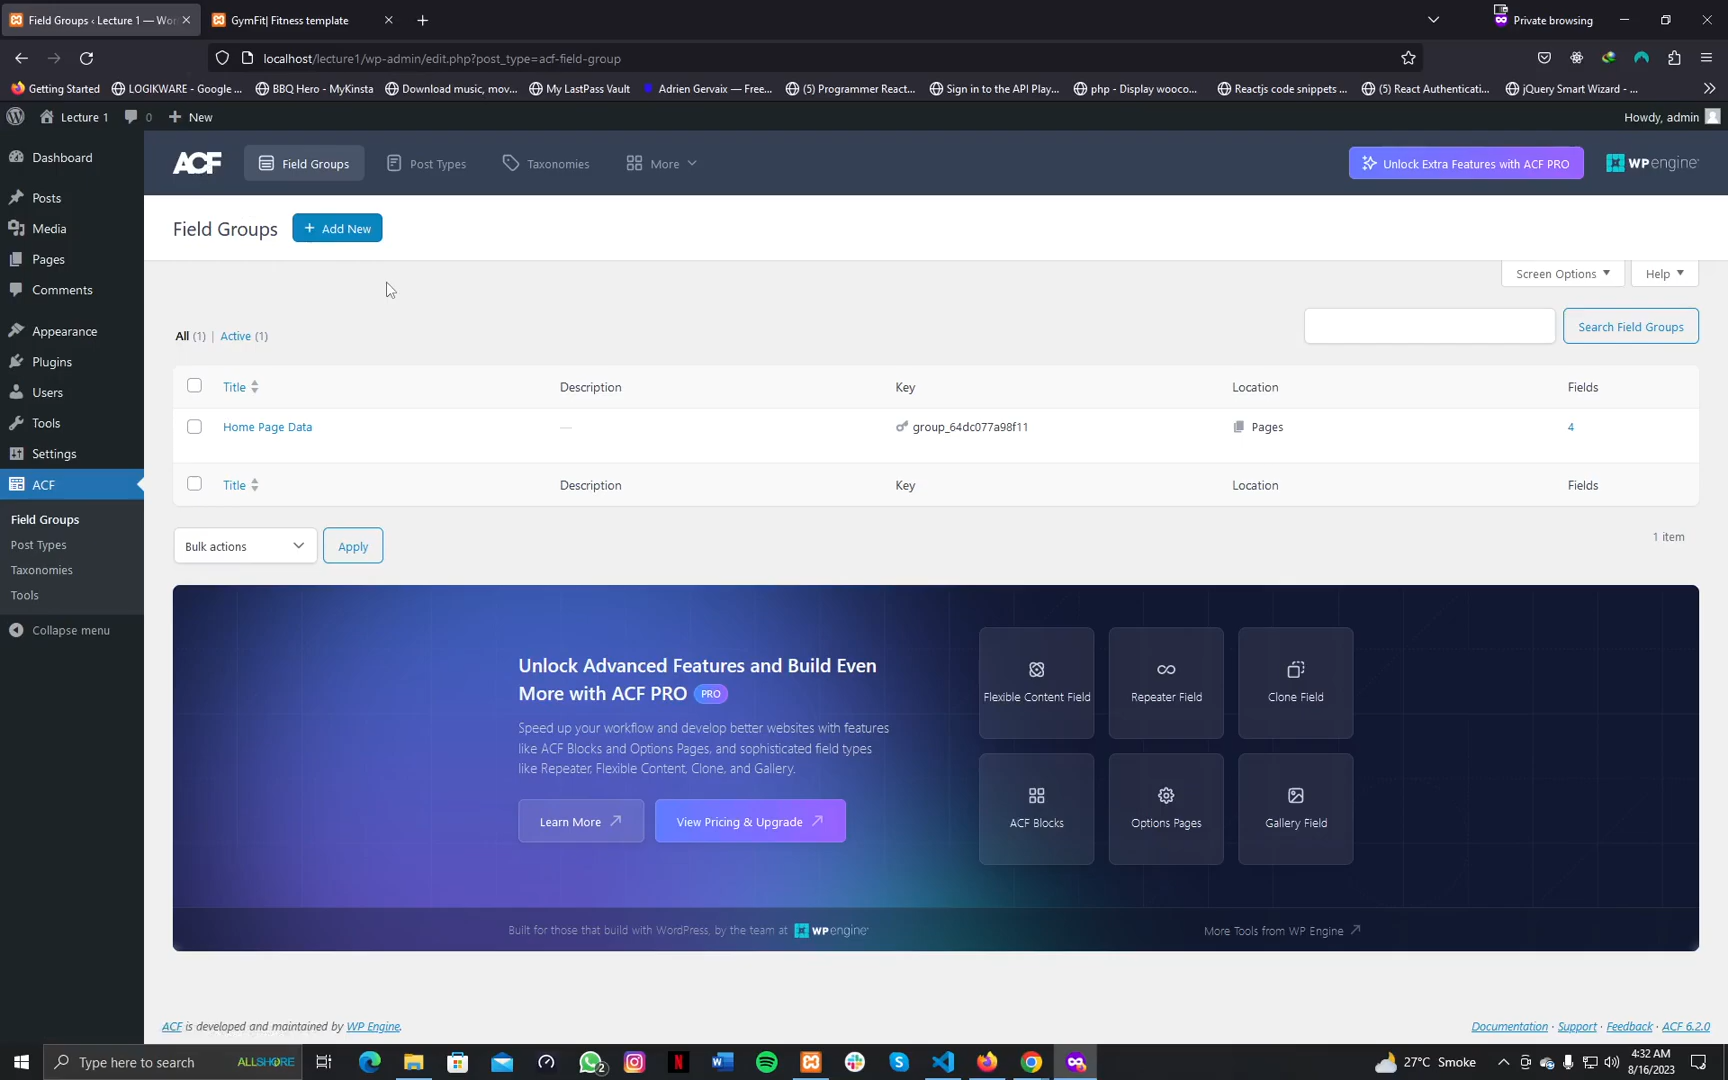 Field Groups ‹ Lecture 1 — Wor
GymFit| Fitness template
Private browsing
localhost/lecture1/wp-admin/edit.php?post_type=acf-field-group
Getting Started
LOGIKWARE - Google ...
BBQ Hero - MyKinsta
Download music, mov...
My LastPass Vault
Adrien Gervaix — Free...
(5) Programmer React...
Sign in to the API Play...
php - Display wooco...
Reactjs code snippets ...
(5) React Authenticati...
jQuery Smart Wizard - ...
Lecture 1
0
New
Howdy, admin
Dashboard
Posts
Media
Pages
Comments
Appearance
Plugins
Users
Tools
Settings
ACF
Field Groups
Post Types
Taxonomies
Tools
Collapse menu
ACF
Field Groups
Post Types
Taxonomies
More
Unlock Extra Features with ACF PRO
WP engine
Field Groups
+ Add New
Screen Options
Help
All (1) | Active (1)
Search Field Groups
Title Description Key Location Fields
Home Page Data — group_64dc077a98f11 Pages 4
Title Description Key Location Fields
Bulk actions
Apply
1 item
Unlock Advanced Features and Build Even
More with ACF PRO PRO
Speed up your workflow and develop better websites with features
like ACF Blocks and Options Pages, and sophisticated field types
like Repeater, Flexible Content, Clone, and Gallery.
Learn More
View Pricing & Upgrade
Flexible Content Field
Repeater Field
Clone Field
ACF Blocks
Options Pages
Gallery Field
Built for those that build with WordPress, by the team at WP engine
More Tools from WP Engine
ACF is developed and maintained by WP Engine.
Documentation · Support · Feedback · ACF 6.2.0
Type here to search
ALLSHORE
2
27°C Smoke
4:32 AM
8/16/2023